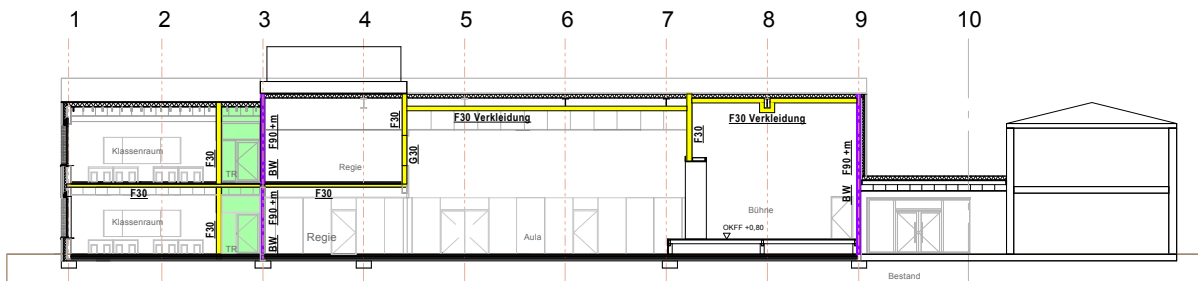 1 2 3 4 5 6 7 8 9 10
F30 Verkleidung
F30 Verkleidung
F30
F90 +m
F30
F90 +m
Klassenraum
F30
G30
Regie
TR
BW
BW
F30
F30
Klassenraum
F30
F90 +m
Regie
Aula
Bühne
OKFF +0,80
TR
BW
Bestand